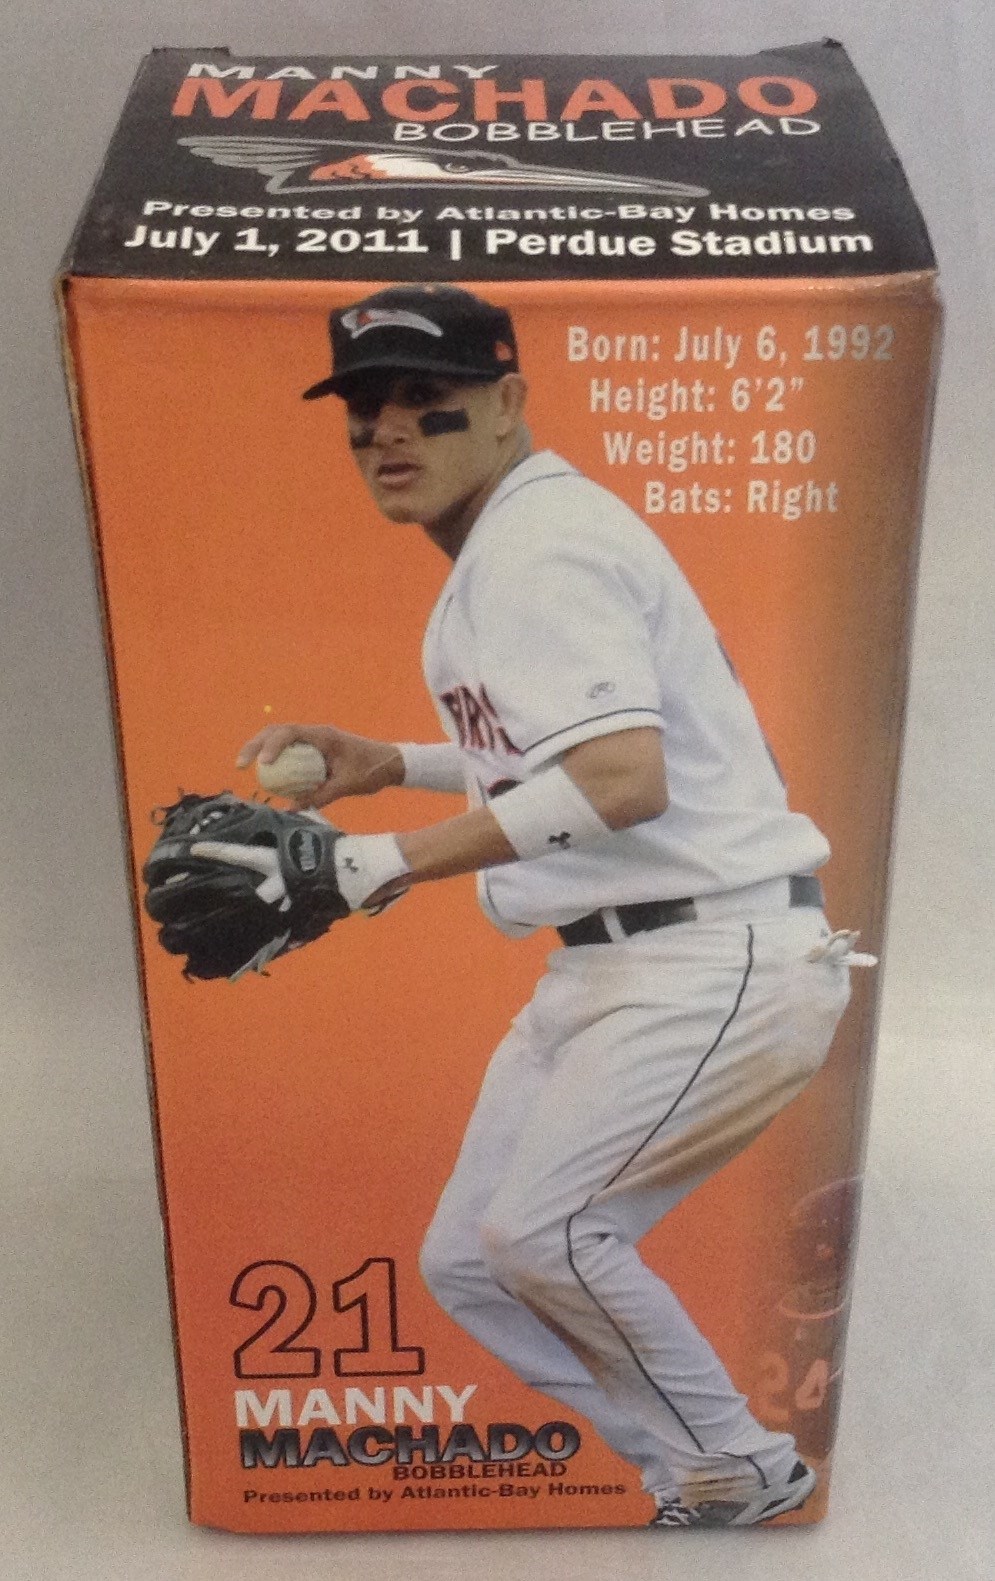 MANNY
MACHADO
BOBBLEHEAD
Presented by Atlantic-Bay Homes
July 1, 2011 | Perdue Stadium
Born: July 6, 1992
Height: 6'2"
Weight: 180
Bats: Right
21
MANNY
MACHADO
BOBBLEHEAD
Presented by Atlantic-Bay Homes